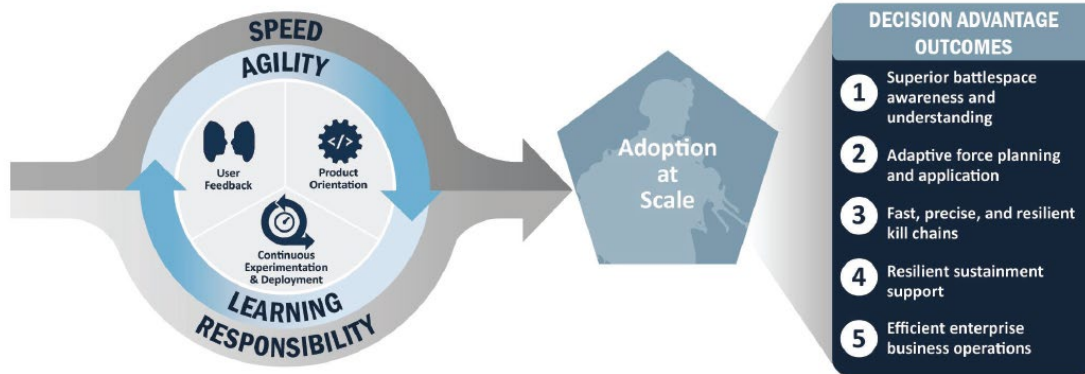 SPEED
AGILITY
User
Feedback
</>
Product
Orientation
Continuous
Experimentation
& Deployment
LEARNING
RESPONSIBILITY
Adoption
at
Scale
DECISION ADVANTAGE
OUTCOMES
1
Superior battlespace
awareness and
understanding
2
Adaptive force planning
and application
3
Fast, precise, and resilient
kill chains
4
Resilient sustainment
support
5
Efficient enterprise
business operations